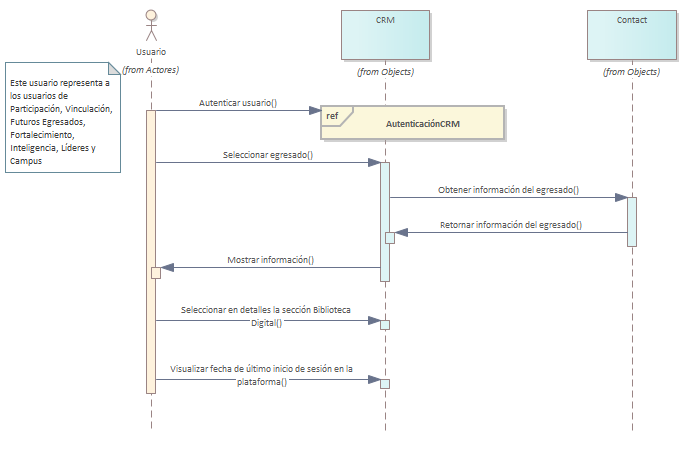 CRM
Contact
Usuario
(from Actores)
(from Objects)
(from Objects)
Este usuario representa a
los usuarios de
Participación, Vinculación,
Futuros Egresados,
Fortalecimiento,
Inteligencia, Líderes y
Campus
Autenticar usuario()
ref
AutenticaciónCRM
Seleccionar egresado()
Obtener información del egresado()
Retornar información del egresado()
Mostrar información()
Seleccionar en detalles la sección Biblioteca
Digital()
Visualizar fecha de último inicio de sesión en la
plataforma()